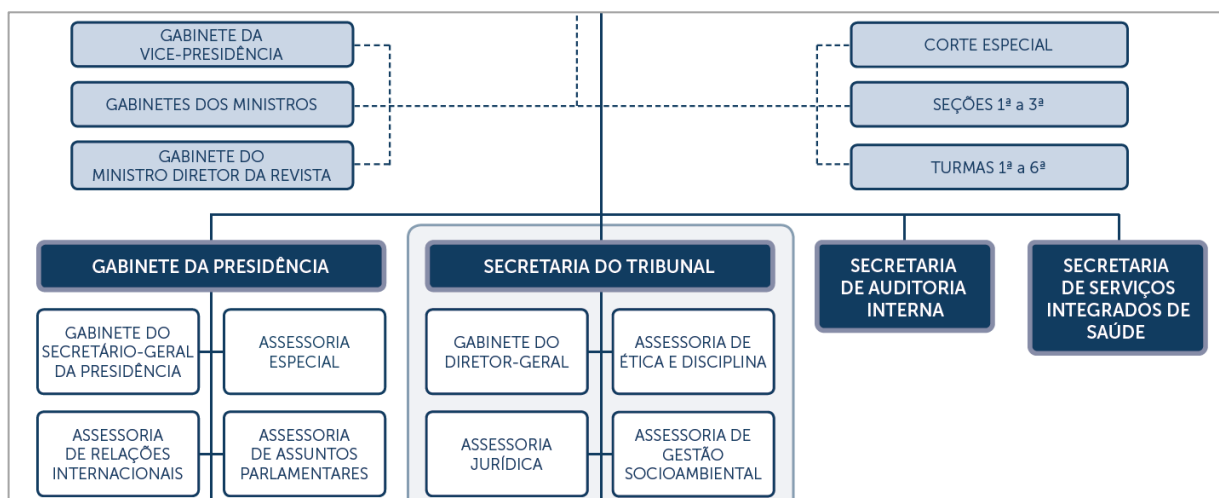 GABINETE DA
VICE-PRESIDÊNCIA
GABINETES DOS MINISTROS
GABINETE DO
MINISTRO DIRETOR DA REVISTA
CORTE ESPECIAL
SEÇÕES 1ª a 3ª
TURMAS 1ª a 6ª
GABINETE DA PRESIDÊNCIA
GABINETE DO
SECRETÁRIO-GERAL
DA PRESIDÊNCIA
ASSESSORIA
ESPECIAL
ASSESSORIA
DE RELAÇÕES
INTERNACIONAIS
ASSESSORIA
DE ASSUNTOS
PARLAMENTARES
SECRETARIA DO TRIBUNAL
GABINETE DO
DIRETOR-GERAL
ASSESSORIA DE
ÉTICA E DISCIPLINA
ASSESSORIA
JURÍDICA
ASSESSORIA DE
GESTÃO
SOCIOAMBIENTAL
SECRETARIA
DE AUDITORIA
INTERNA
SECRETARIA
DE SERVIÇOS
INTEGRADOS DE
SAÚDE